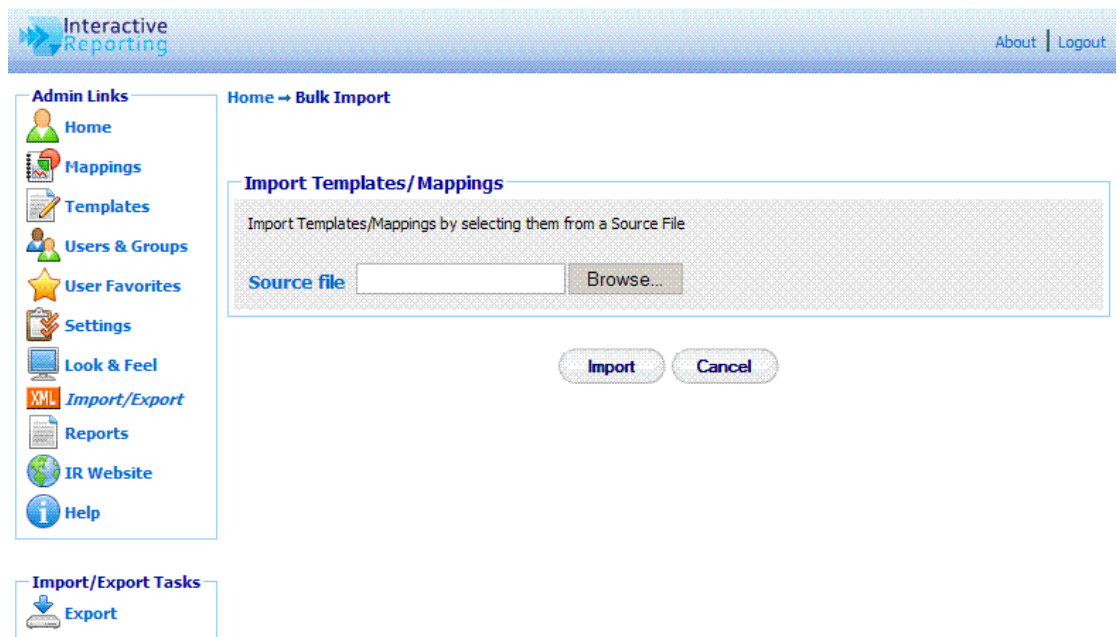 Interactive
Reporting
About | Logout
Admin Links
Home
Mappings
Templates
Users & Groups
User Favorites
Settings
Look & Feel
XML Import/Export
Reports
IR Website
Help
Import/Export Tasks
Export
Home → Bulk Import
Import Templates/Mappings
Import Templates/Mappings by selecting them from a Source File
Source file Browse...
Import Cancel